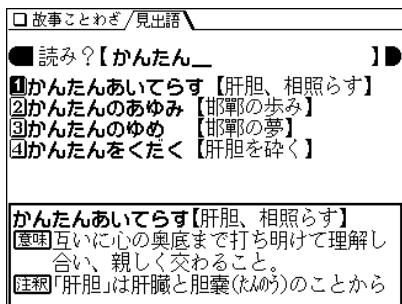 故事ことわざ/見出語
読み?【かんたん_ 】
1かんたんあいてらす【肝胆、相照らす】
2かんたんのあゆみ【邯鄲の歩み】
3かんたんのゆめ 【邯鄲の夢】
4かんたんをくだく【肝胆を砕く】
かんたんあいてらす【肝胆、相照らす】
意味互いに心の奥底まで打ち明けて理解し
合い、親しく交わること。
注釈「肝胆」は肝臓と胆嚢(たんのう)のことから